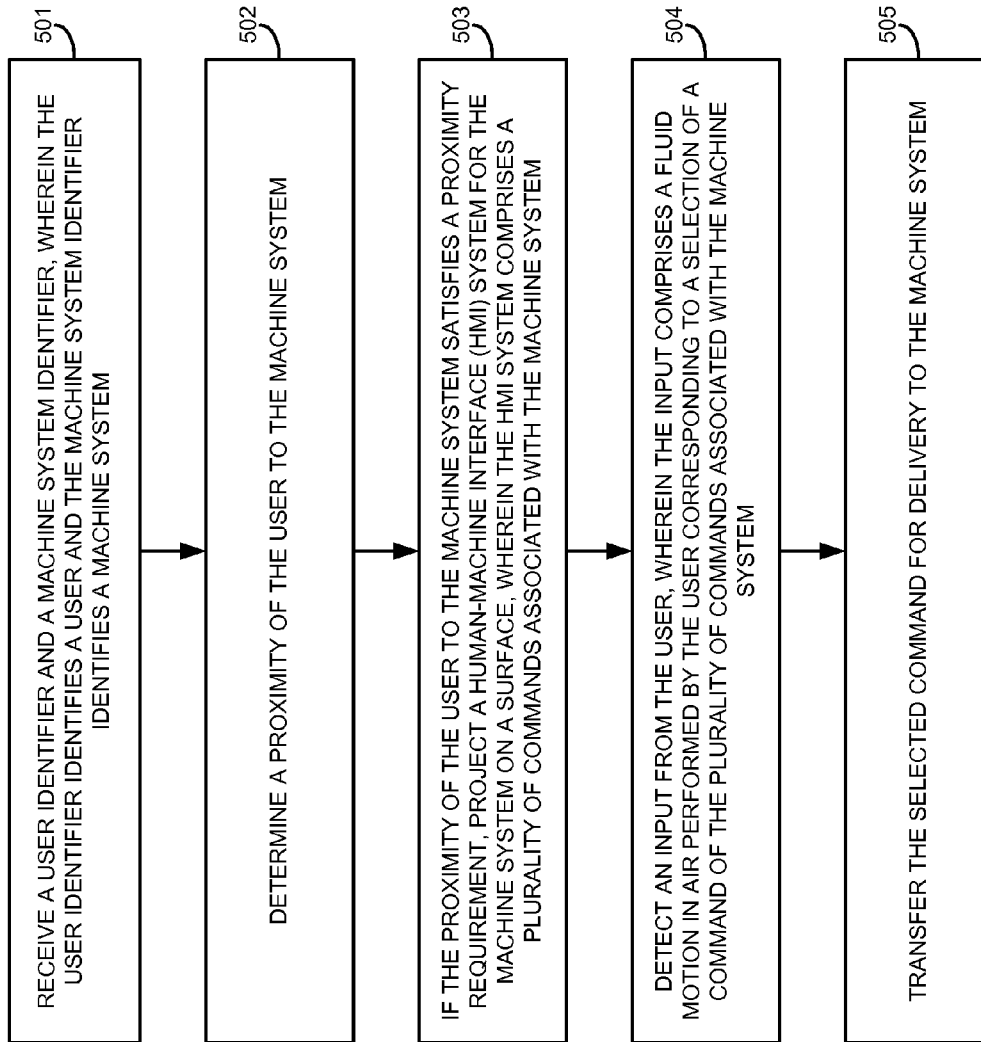 501
RECEIVE A USER IDENTIFIER AND A MACHINE SYSTEM IDENTIFIER, WHEREIN THE
USER IDENTIFIER IDENTIFIES A USER AND THE MACHINE SYSTEM IDENTIFIER
IDENTIFIES A MACHINE SYSTEM
502
DETERMINE A PROXIMITY OF THE USER TO THE MACHINE SYSTEM
503
IF THE PROXIMITY OF THE USER TO THE MACHINE SYSTEM SATISFIES A PROXIMITY
REQUIREMENT, PROJECT A HUMAN-MACHINE INTERFACE (HMI) SYSTEM FOR THE
MACHINE SYSTEM ON A SURFACE, WHEREIN THE HMI SYSTEM COMPRISES A
PLURALITY OF COMMANDS ASSOCIATED WITH THE MACHINE SYSTEM
504
DETECT AN INPUT FROM THE USER, WHEREIN THE INPUT COMPRISES A FLUID
MOTION IN AIR PERFORMED BY THE USER CORRESPONDING TO A SELECTION OF A
COMMAND OF THE PLURALITY OF COMMANDS ASSOCIATED WITH THE MACHINE
SYSTEM
505
TRANSFER THE SELECTED COMMAND FOR DELIVERY TO THE MACHINE SYSTEM